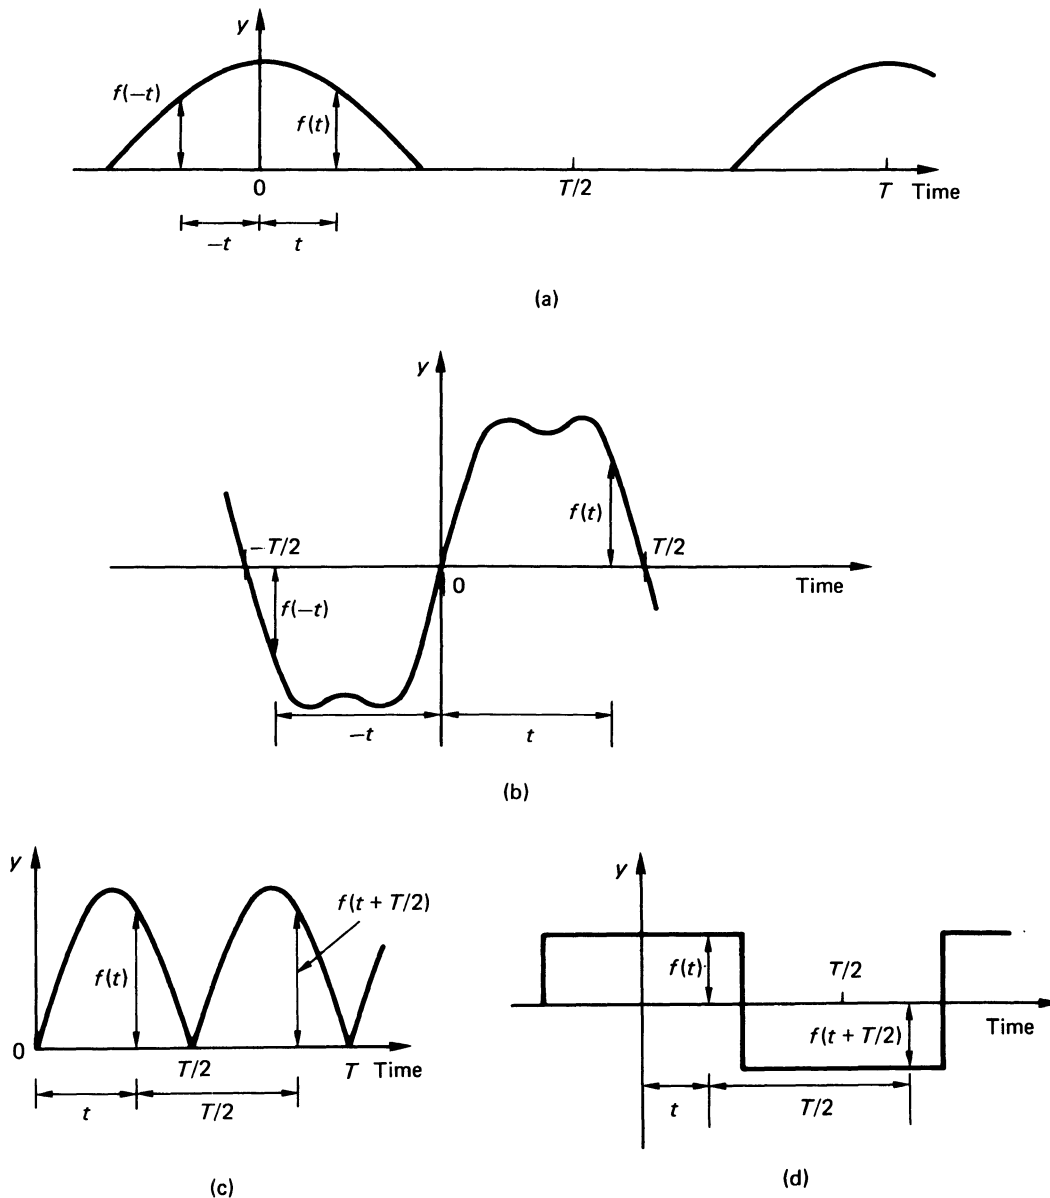 y
f(−t)
f(t)
0
T/2
T
Time
−t
t
(a)
y
f(t)
−T/2
T/2
0
Time
f(−t)
−t
t
(b)
y
f(t + T/2)
f(t)
0
T/2
T
Time
t
T/2
(c)
y
f(t)
T/2
Time
f(t + T/2)
t
T/2
(d)